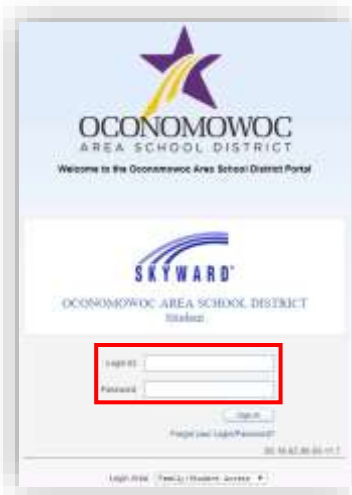 OCONOMOWOC
AREA SCHOOL DISTRICT
Welcome to the Oconomowoc Area School District Portal
SKYWARD®
OCONOMOWOC AREA SCHOOL DISTRICT
Student
Login ID:
Password:
Sign In
Forgot your Login/Password?
Login Area: Family/Student Access